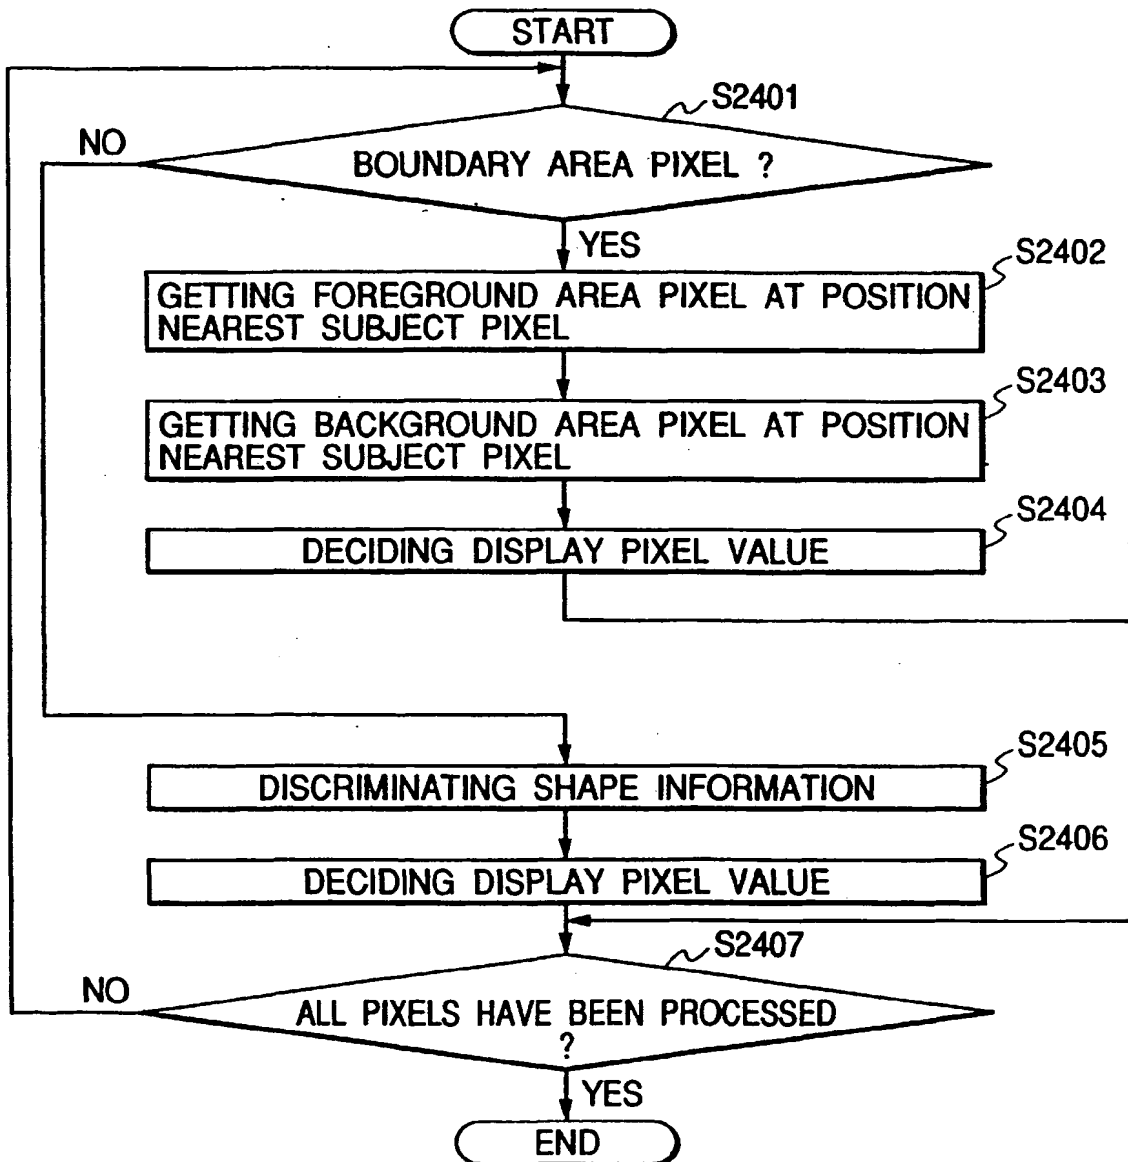 START
S2401
NO
BOUNDARY AREA PIXEL ?
YES
S2402
GETTING FOREGROUND AREA PIXEL AT POSITION
NEAREST SUBJECT PIXEL
S2403
GETTING BACKGROUND AREA PIXEL AT POSITION
NEAREST SUBJECT PIXEL
S2404
DECIDING DISPLAY PIXEL VALUE
S2405
DISCRIMINATING SHAPE INFORMATION
S2406
DECIDING DISPLAY PIXEL VALUE
S2407
NO
ALL PIXELS HAVE BEEN PROCESSED
?
YES
END